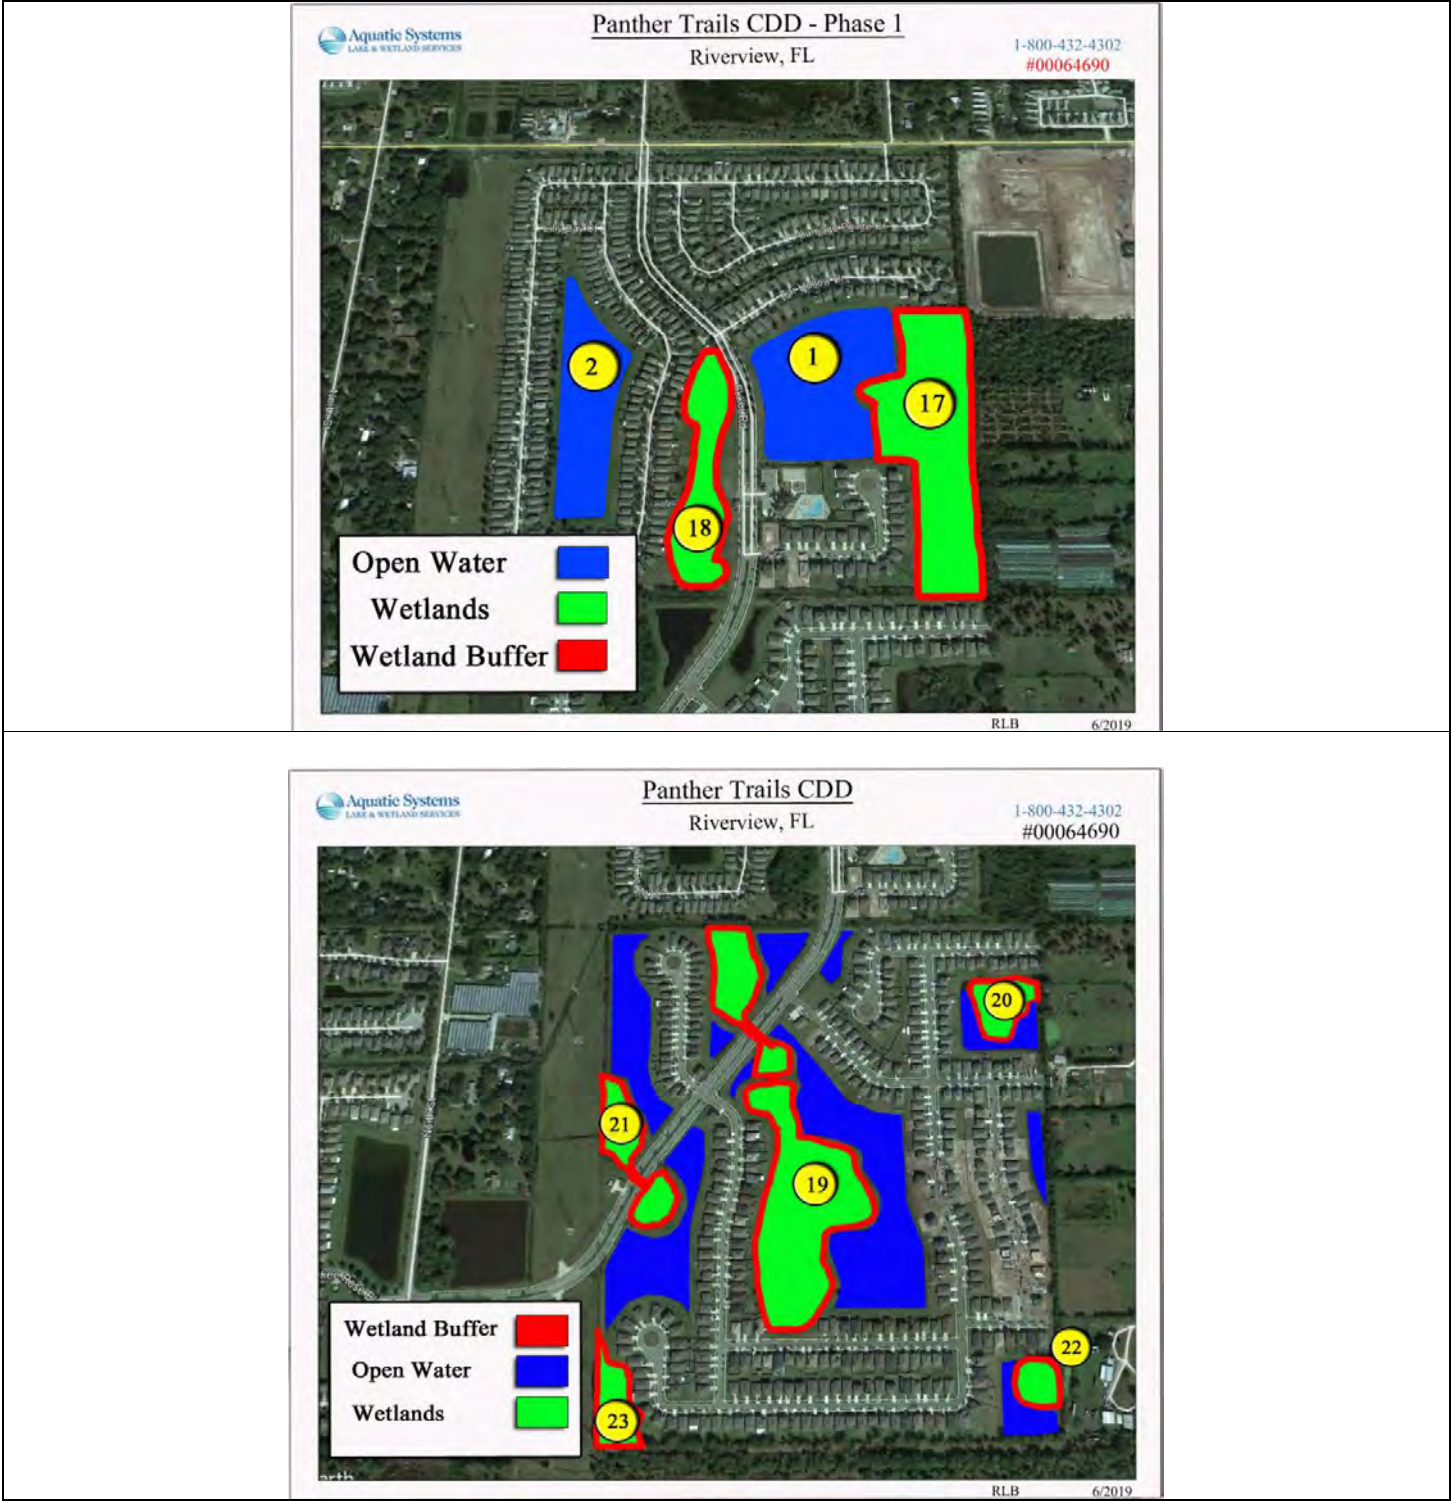 Aquatic Systems
LAKE & WETLAND SERVICES
Panther Trails CDD - Phase 1
Riverview, FL
1-800-432-4302
#00064690
2
1
17
18
Open Water
Wetlands
Wetland Buffer
RLB 6/2019
Aquatic Systems
LAKE & WETLAND SERVICES
Panther Trails CDD
Riverview, FL
1-800-432-4302
#00064690
20
21
19
22
23
Wetland Buffer
Open Water
Wetlands
arth
RLB 6/2019